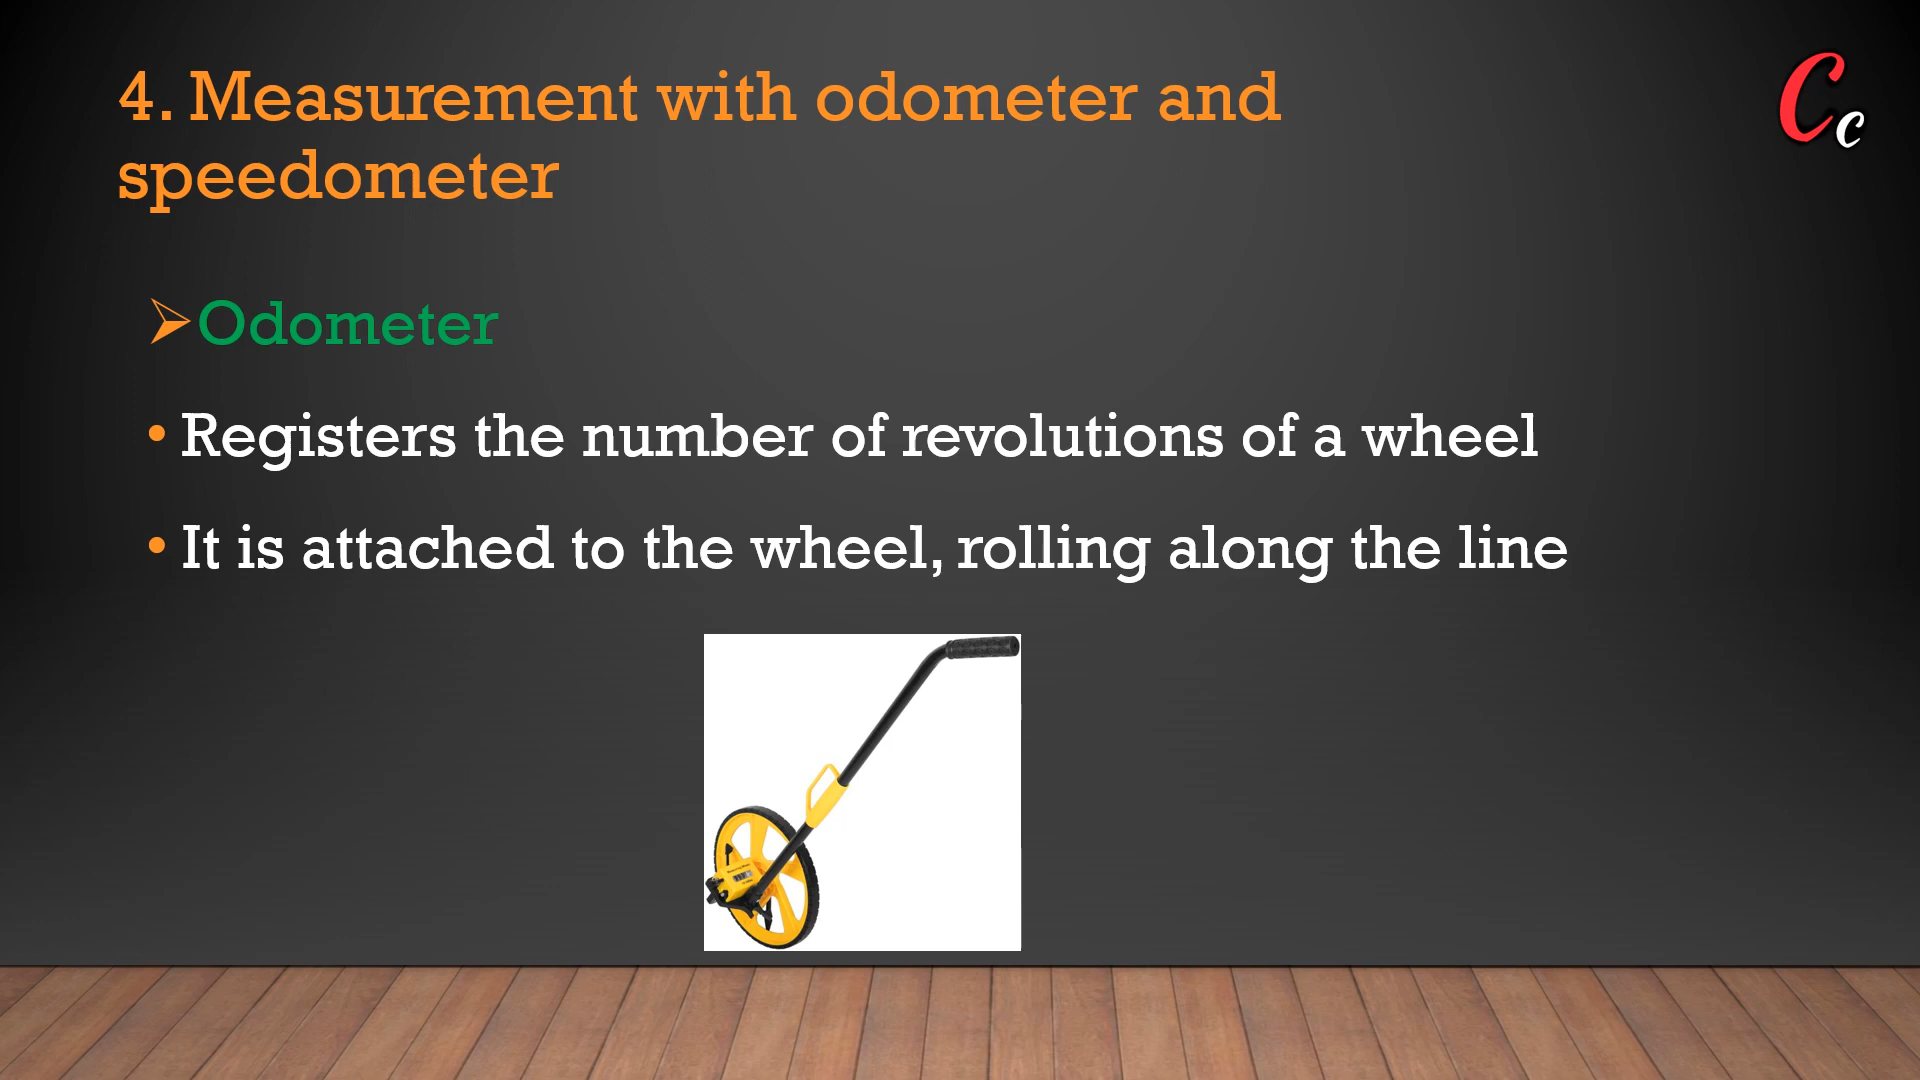 4. Measurement with odometer and
speedometer
Cc
Odometer
• Registers the number of revolutions of a wheel
• It is attached to the wheel, rolling along the line